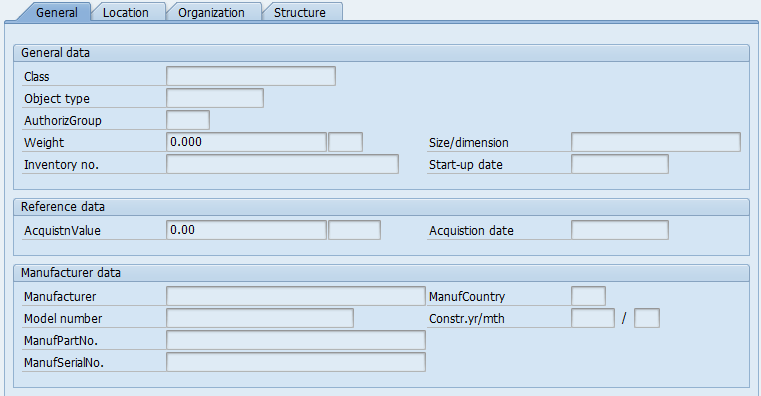 General Location Organization Structure
General data
Class
Object type
AuthorizGroup
Weight 0.000 Size/dimension
Inventory no. Start-up date
Reference data
AcquistnValue 0.00 Acquistion date
Manufacturer data
Manufacturer ManufCountry
Model number Constr.yr/mth /
ManufPartNo.
ManufSerialNo.